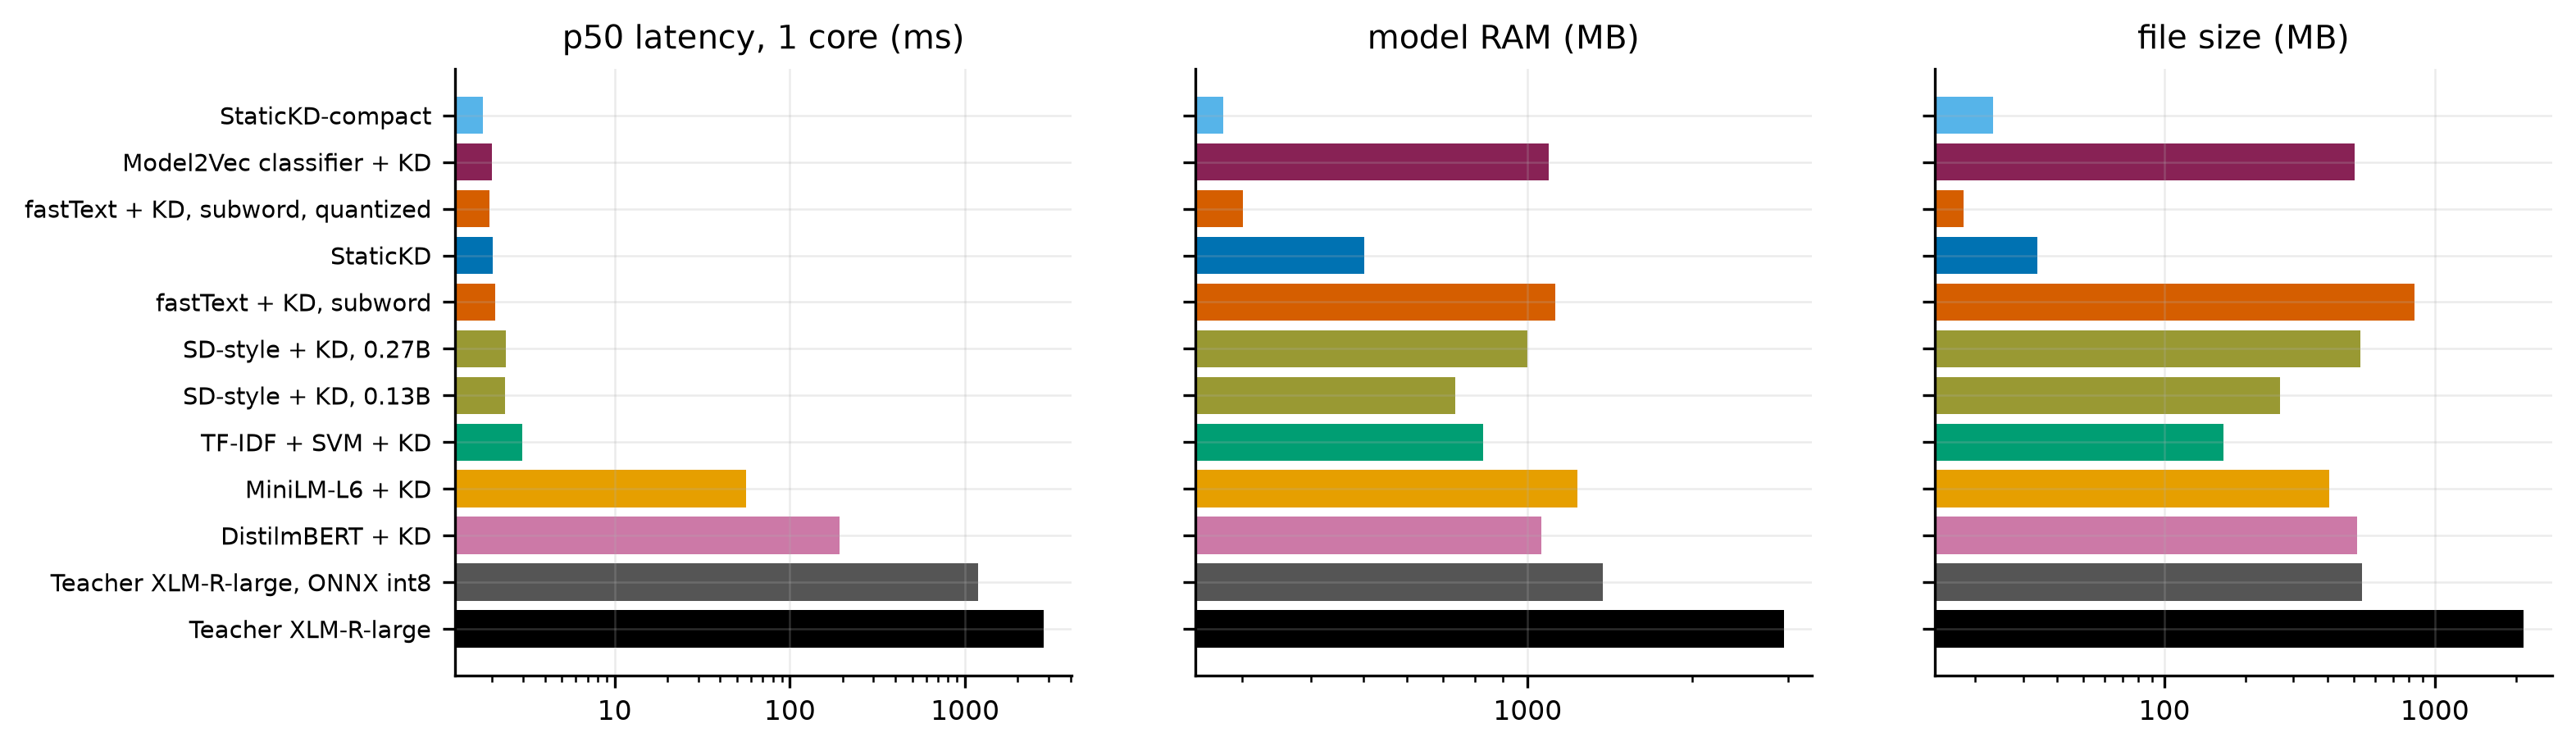 p50 latency, 1 core (ms)
model RAM (MB)
file size (MB)
StaticKD-compact
Model2Vec classifier + KD
fastText + KD, subword, quantized
StaticKD
fastText + KD, subword
SD-style + KD, 0.27B
SD-style + KD, 0.13B
TF-IDF + SVM + KD
MiniLM-L6 + KD
DistilmBERT + KD
Teacher XLM-R-large, ONNX int8
Teacher XLM-R-large
10 100 1000
1000
100 1000